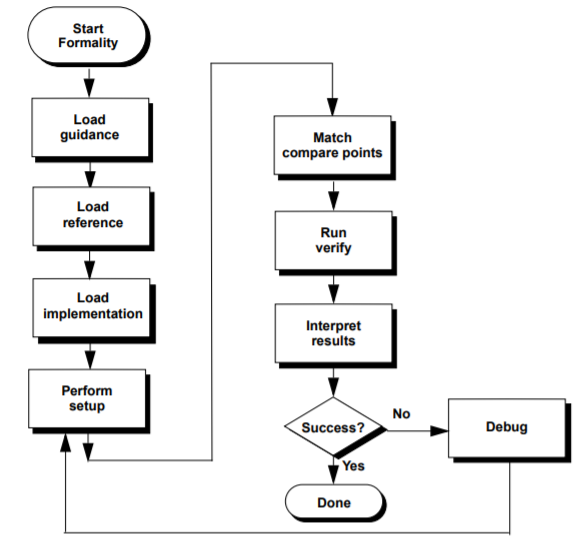 Start
Formality
Load
guidance
Load
reference
Load
implementation
Perform
setup
Match
compare points
Run
verify
Interpret
results
Success?
No
Debug
Yes
Done